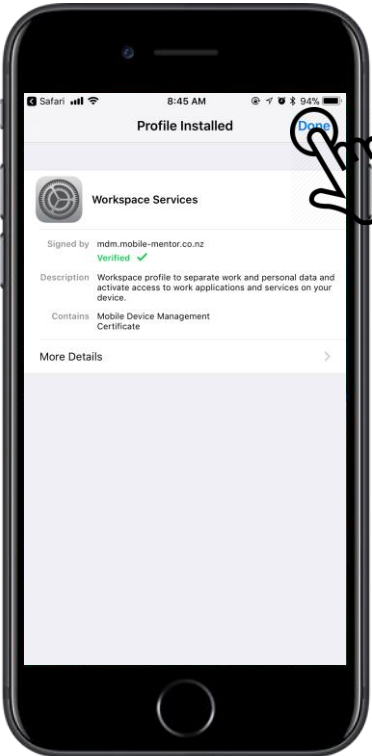 Safari 8:45 AM 94%
Profile Installed Done
Workspace Services
Signed by mdm.mobile-mentor.co.nz
Verified
Description Workspace profile to separate work and personal data and
activate access to work applications and services on your
device.
Contains Mobile Device Management
Certificate
More Details